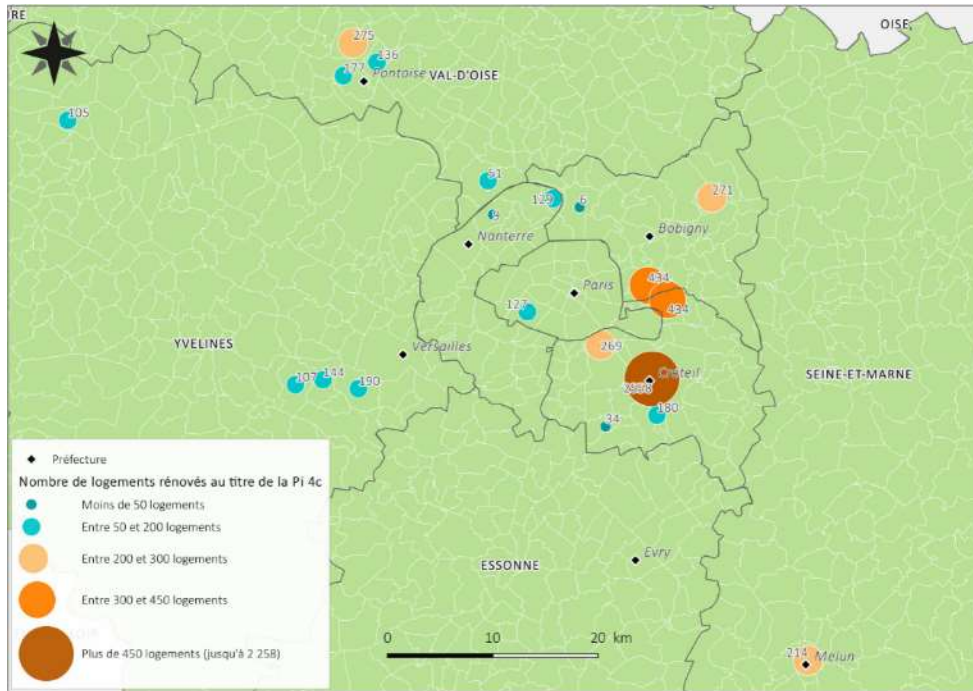 URE
OISE
275
136
177
Pontoise
VAL-D'OISE
105
51
129
6
9
271
Nanterre
Bobigny
434
Paris
434
127
YVELINES
Versailles
269
SEINE-ET-MARNE
Créteil
107
144
190
180
34
Préfecture
Nombre de logements rénovés au titre de la Pi 4c
Moins de 50 logements
Entre 50 et 200 logements
Entre 200 et 300 logements
Entre 300 et 450 logements
Plus de 450 logements (jusqu'à 2 258)
ESSONNE
Evry
0 10 20 km
214
Melun